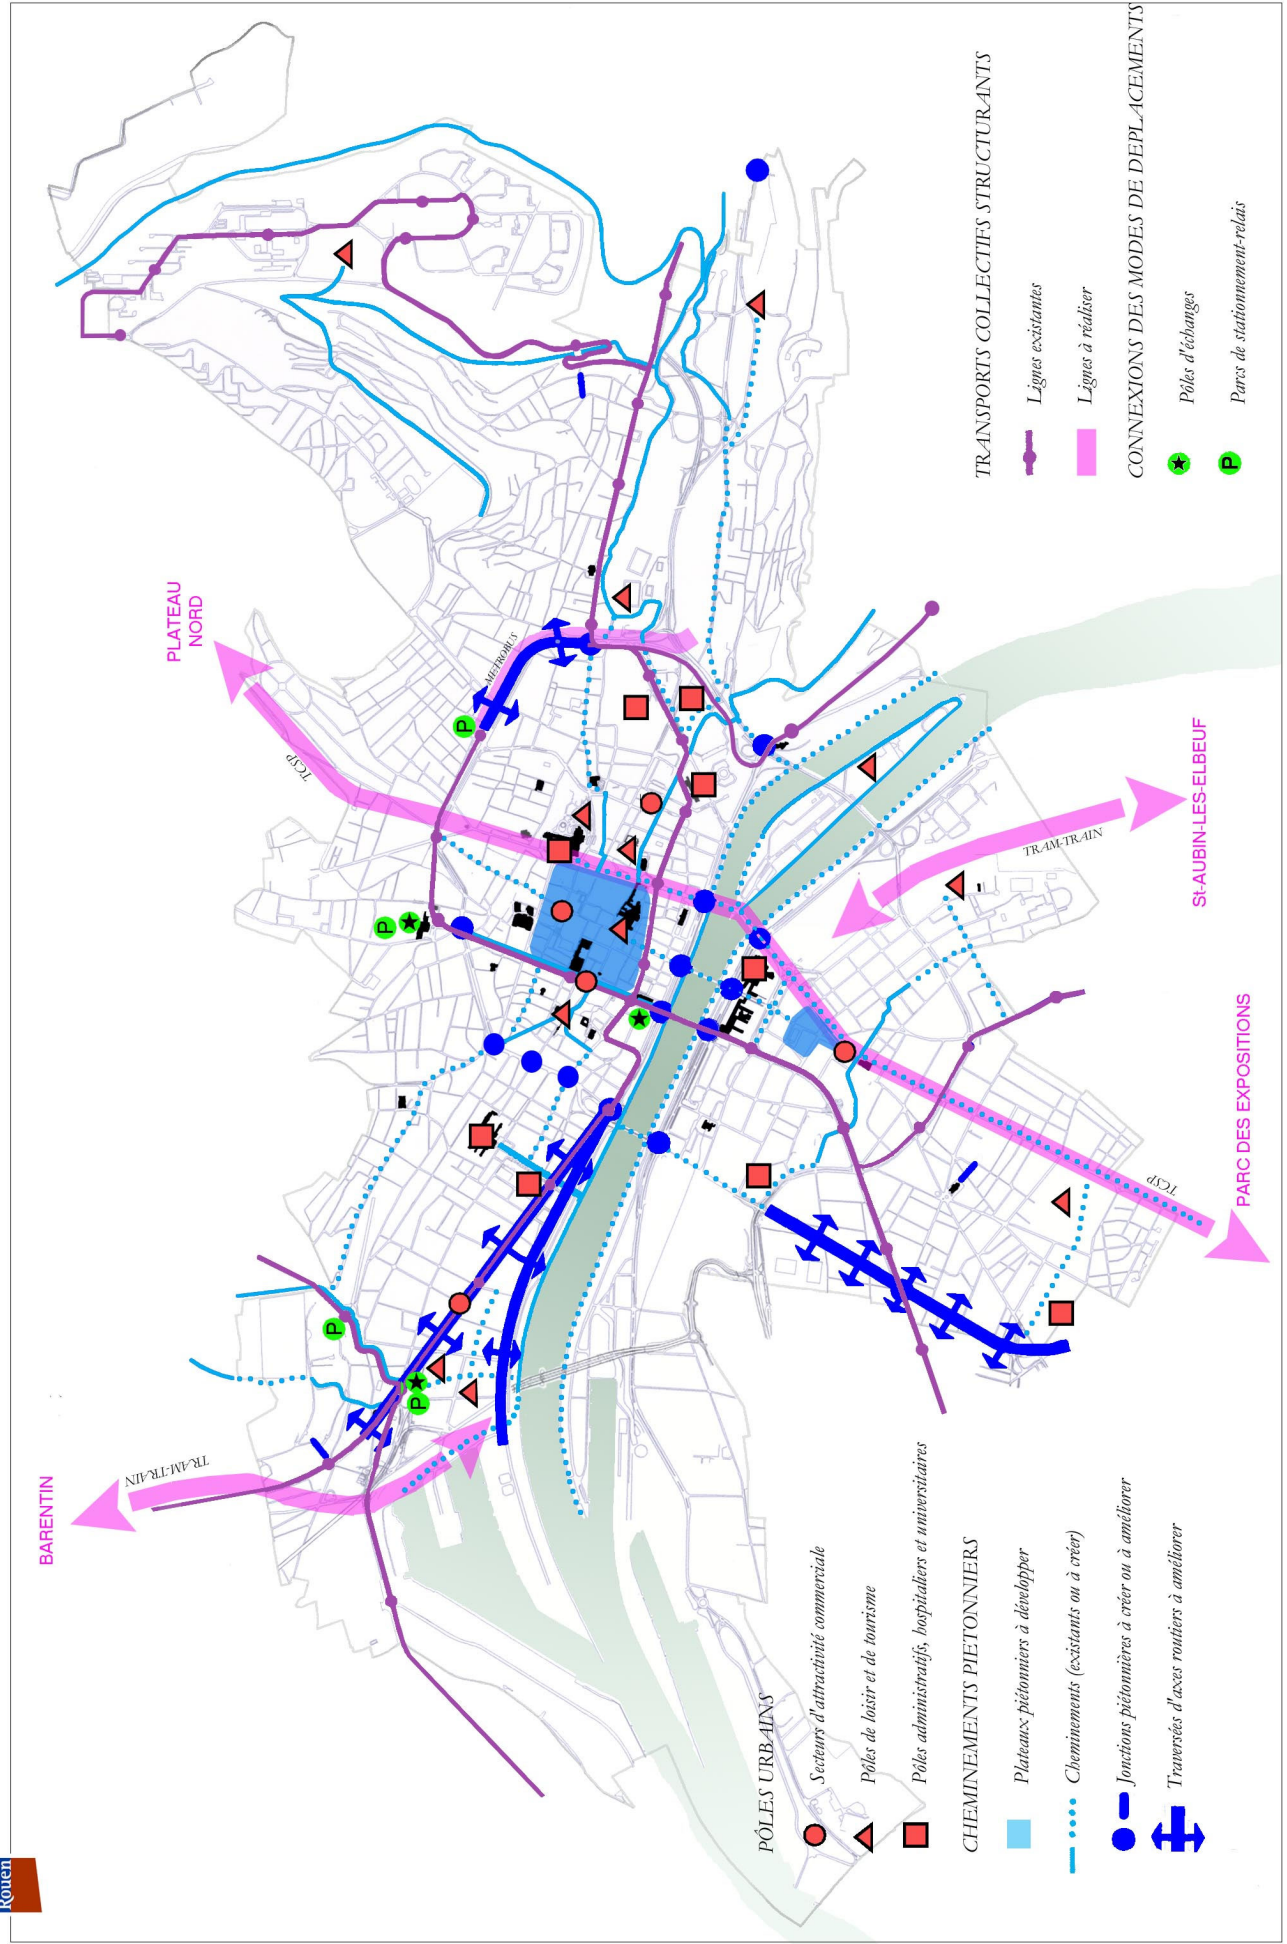 Rouen
BARENTIN
TRAM-TRAIN
PLATEAU
NORD
TCSP
METROBUS
TRAM-TRAIN
St-AUBIN-LES-ELBEUF
TCSP
PARC DES EXPOSITIONS
PÔLES URBAINS
Secteurs d'attractivité commerciale
Pôles de loisir et de tourisme
Pôles administratifs, hospitaliers et universitaires
CHEMINEMENTS PIETONNIERS
Plateaux piétonniers à développer
Cheminements (existants ou à créer)
Jonctions piétonnières à créer ou à améliorer
Traversées d'axes routiers à améliorer
TRANSPORTS COLLECTIFS STRUCTURANTS
Lignes existantes
Lignes à réaliser
CONNEXIONS DES MODES DE DEPLACEMENTS
Pôles d'échanges
P Parcs de stationnement-relais
P
P
P
P